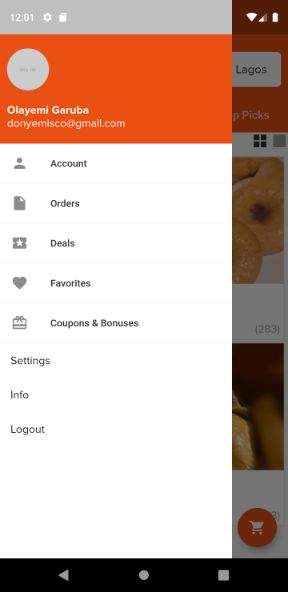 12:01
Olayemi Garuba
donyemisco@gmail.com
Account
Orders
Deals
Favorites
Coupons & Bonuses
Settings
Info
Logout
Lagos
Picks
(283)